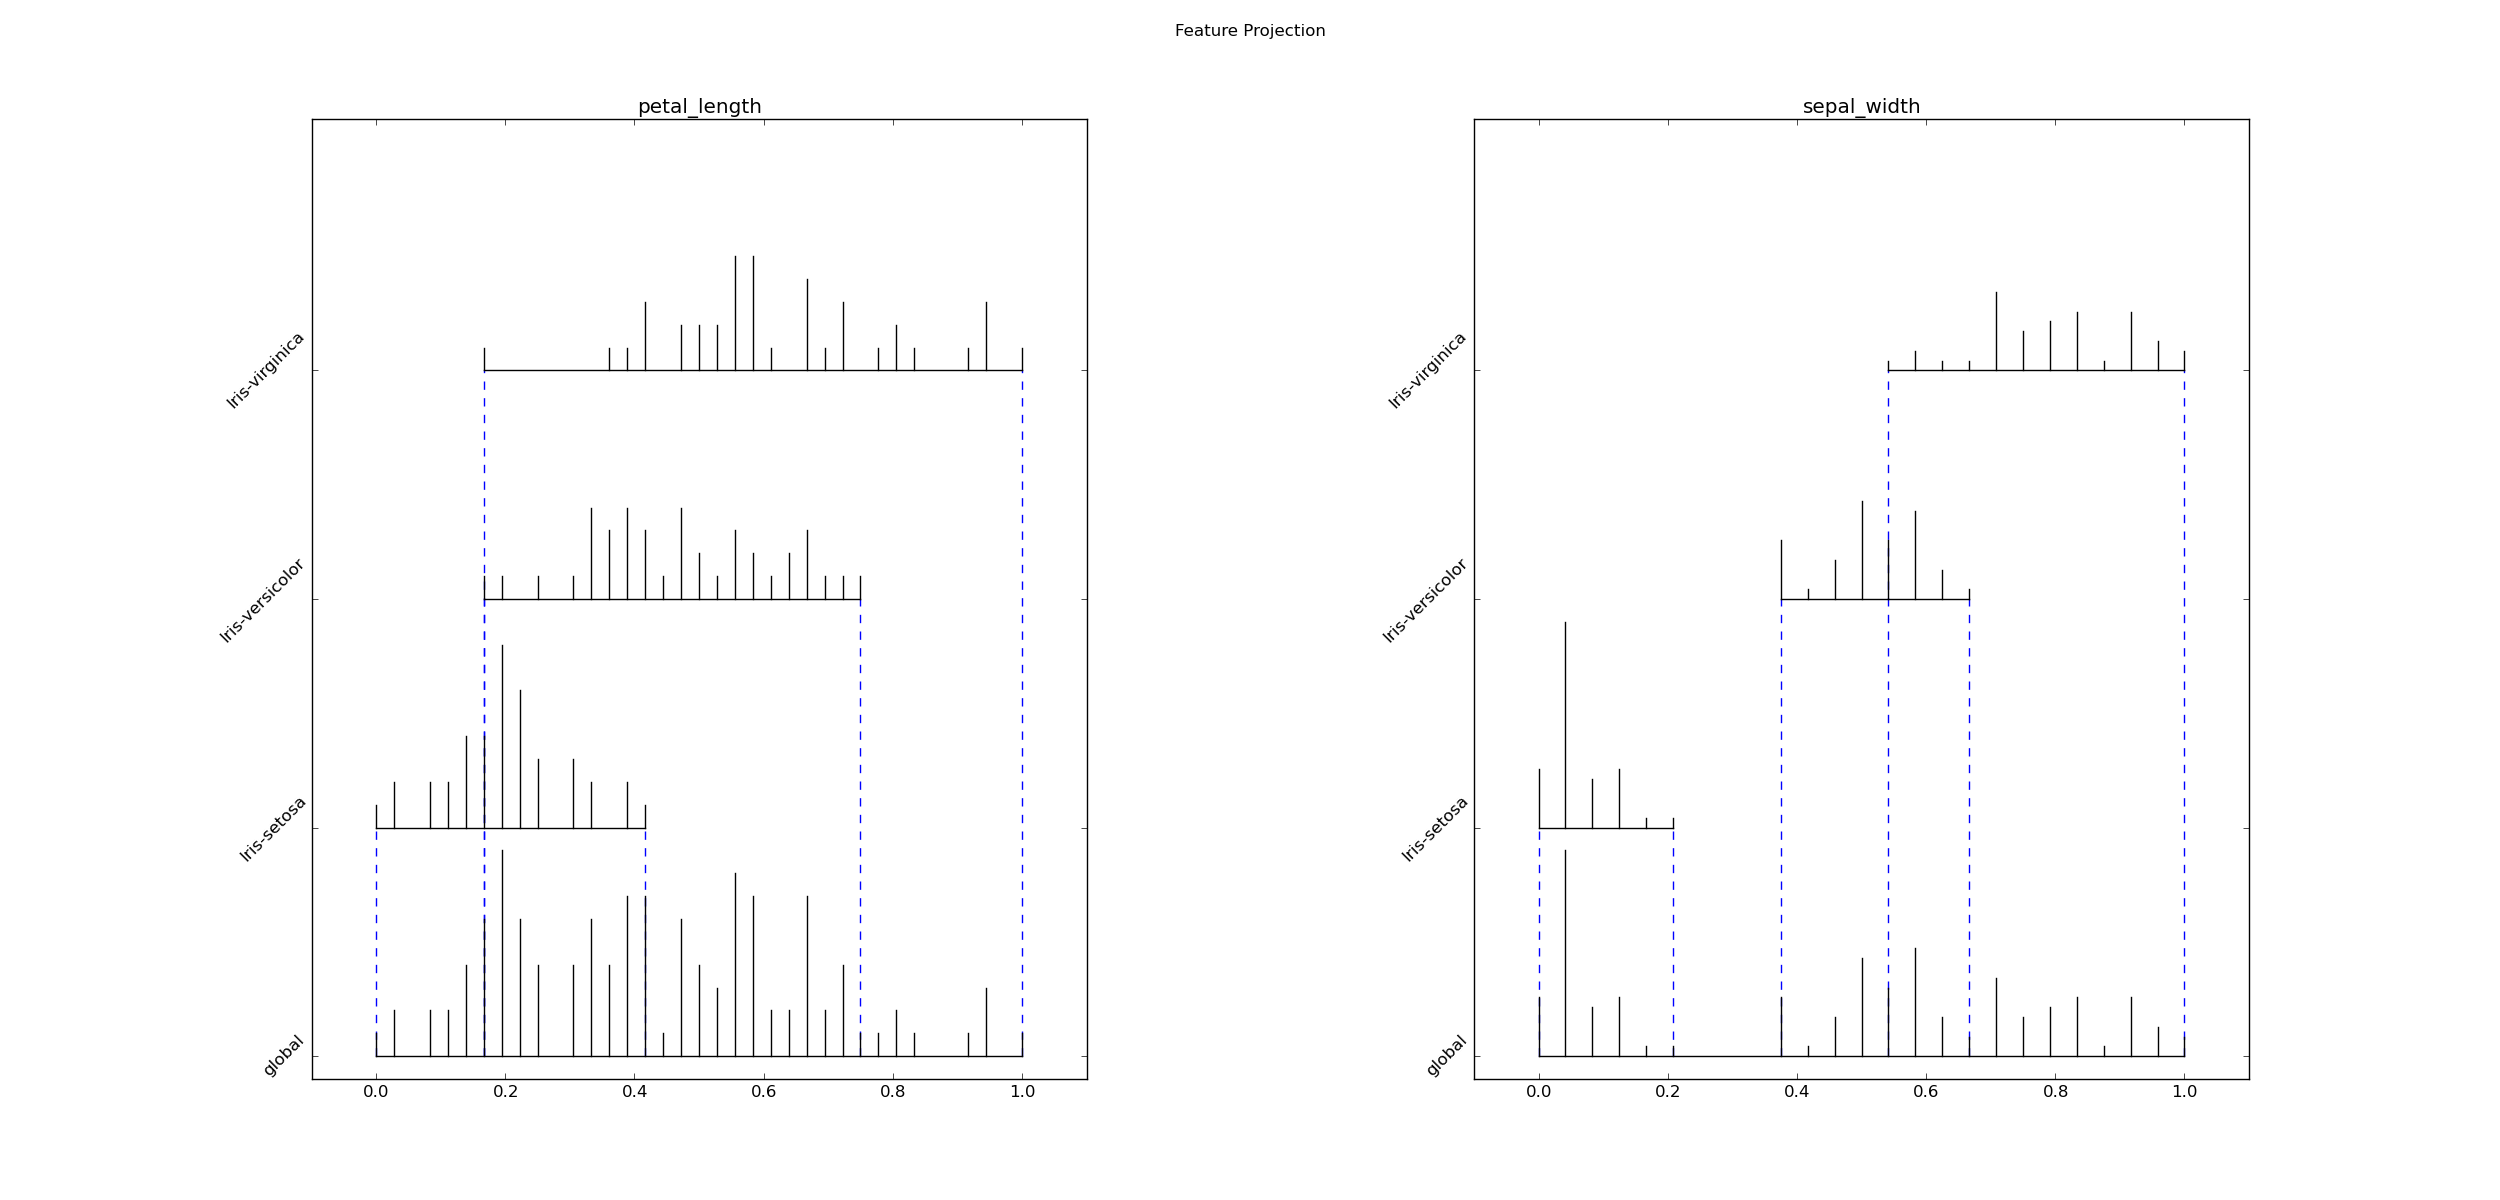 Feature Projection
petal_length
Iris-virginica
Iris-versicolor
Iris-setosa
global
0.0 0.2 0.4 0.6 0.8 1.0
sepal_width
Iris-virginica
Iris-versicolor
Iris-setosa
global
0.0 0.2 0.4 0.6 0.8 1.0